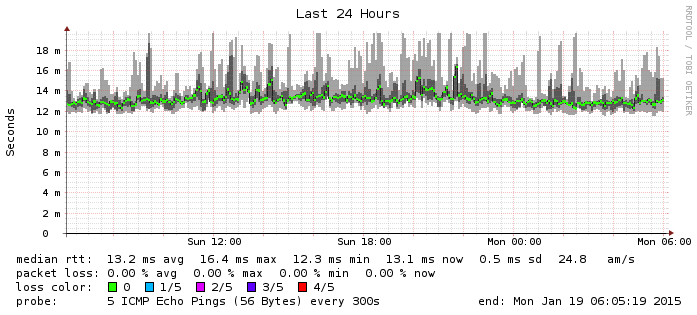 Last 24 Hours
RRDTOOL / TOBI OETIKER
Seconds
18 m
16 m
14 m
12 m
10 m
8 m
6 m
4 m
2 m
0
Sun 12:00 Sun 18:00 Mon 00:00 Mon 06:00
median rtt: 13.2 ms avg 16.4 ms max 12.3 ms min 13.1 ms now 0.5 ms sd 24.8 am/s
packet loss: 0.00 % avg 0.00 % max 0.00 % min 0.00 % now
loss color: 0 1/5 2/5 3/5 4/5
probe: 5 ICMP Echo Pings (56 Bytes) every 300s end: Mon Jan 19 06:05:19 2015